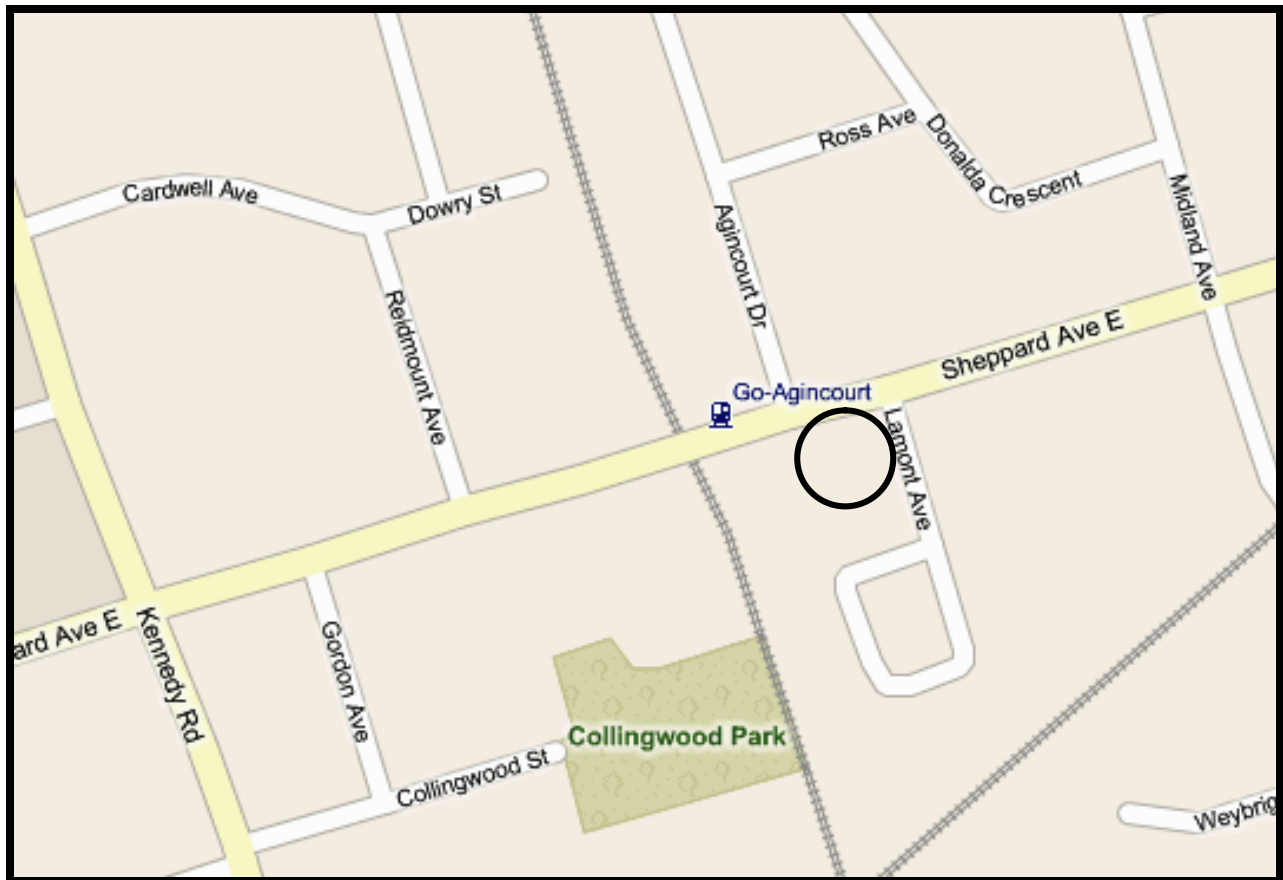 Ross Ave
Donalda Crescent
Cardwell Ave
Dowry St
Midland Ave
Agincourt Dr
Reidmount Ave
Sheppard Ave E
Go-Agincourt
Lamont Ave
ard Ave E
Kennedy Rd
Gordon Ave
Collingwood Park
Collingwood St
Weybrig